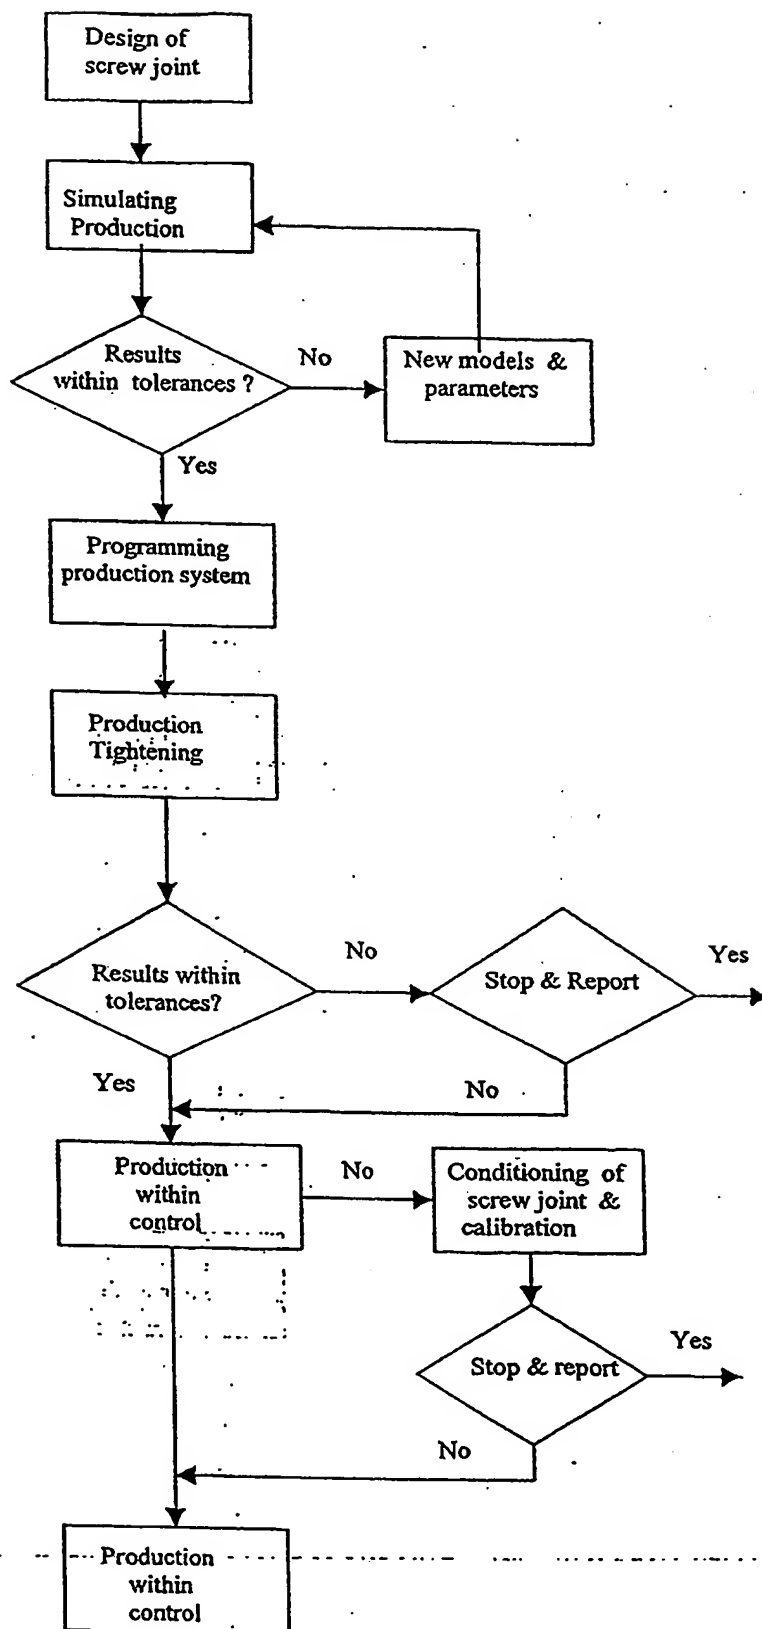 Design of
screw joint
Simulating
Production
Results
within tolerances ?
No
New models &
parameters
Yes
Programming
production system
Production
Tightening
Results within
tolerances?
No
Stop & Report
Yes
Yes
No
Production
within
control
No
Conditioning of
screw joint &
calibration
Stop & report
Yes
No
Production
within
control